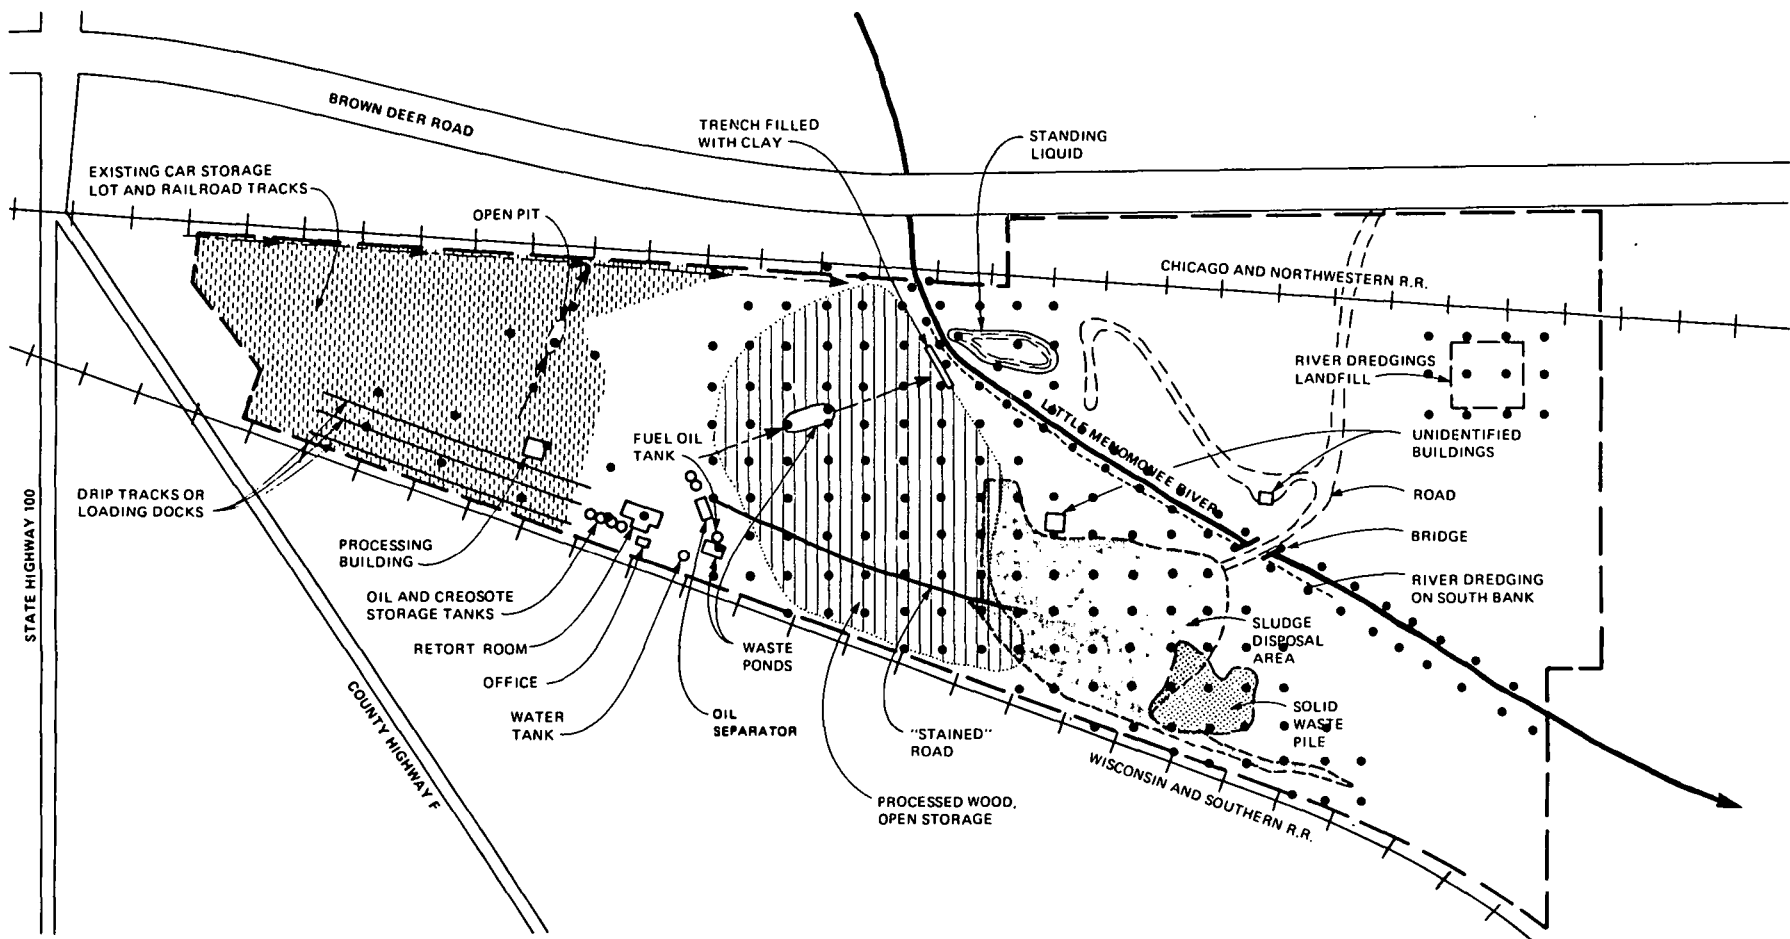 BROWN DEER ROAD
TRENCH FILLED
WITH CLAY
STANDING
LIQUID
EXISTING CAR STORAGE
LOT AND RAILROAD TRACKS
OPEN PIT
CHICAGO AND NORTHWESTERN R.R.
RIVER DREDGINGS
LANDFILL
LITTLE MENOMONEE RIVER
FUEL OIL
TANK
UNIDENTIFIED
BUILDINGS
DRIP TRACKS OR
LOADING DOCKS
ROAD
STATE HIGHWAY 100
PROCESSING
BUILDING
BRIDGE
OIL AND CREOSOTE
STORAGE TANKS
RIVER DREDGING
ON SOUTH BANK
RETORT ROOM
WASTE
PONDS
SLUDGE
DISPOSAL
AREA
OFFICE
COUNTY HIGHWAY F
WATER
TANK
OIL
SEPARATOR
"STAINED"
ROAD
SOLID
WASTE
PILE
PROCESSED WOOD,
OPEN STORAGE
WISCONSIN AND SOUTHERN R.R.